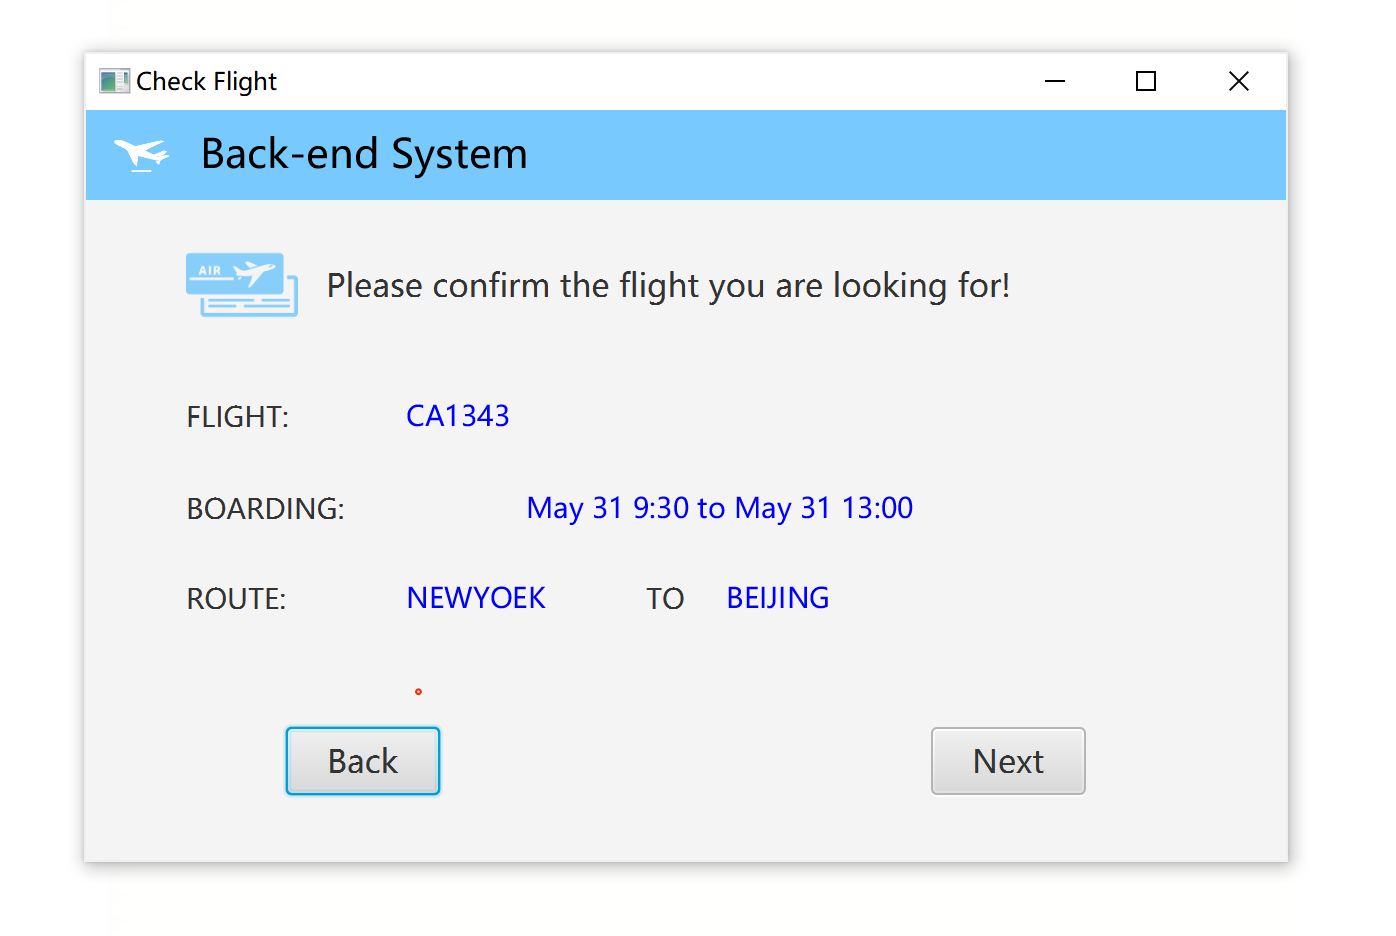 Check Flight
Back-end System
AIR
Please confirm the flight you are looking for!
FLIGHT: CA1343
BOARDING: May 31 9:30 to May 31 13:00
ROUTE: NEWYOEK TO BEIJING
Back Next